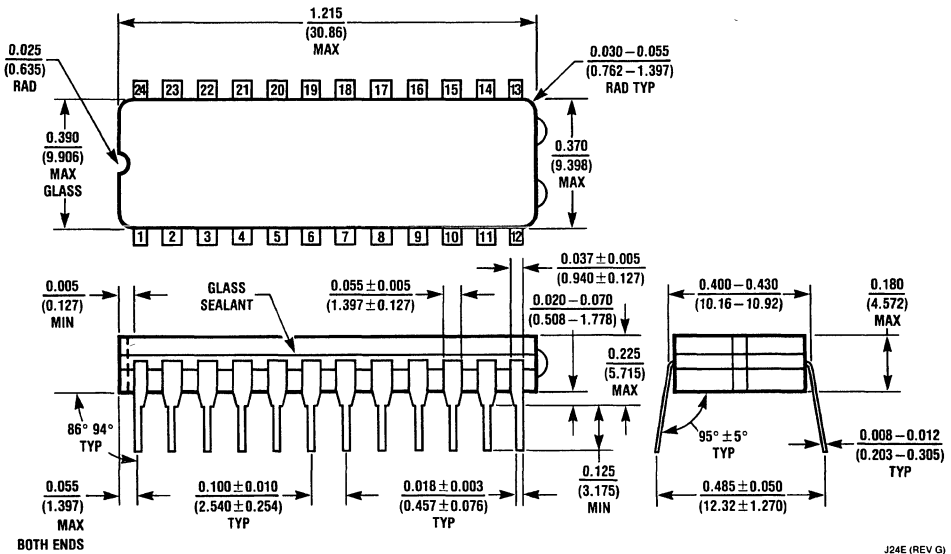 1.215
(30.86)
MAX
0.025
(0.635)
RAD
0.030–0.055
(0.762–1.397)
RAD TYP
24 23 22 21 20 19 18 17 16 15 14 13
0.390
(9.906)
MAX
GLASS
0.370
(9.398)
MAX
1 2 3 4 5 6 7 8 9 10 11 12
0.037±0.005
(0.940±0.127)
0.005
(0.127)
MIN
GLASS
SEALANT
0.055±0.005
(1.397±0.127)
0.020–0.070
(0.508–1.778)
0.400–0.430
(10.16–10.92)
0.180
(4.572)
MAX
0.225
(5.715)
MAX
86° 94°
TYP
95°±5°
TYP
0.008–0.012
(0.203–0.305)
TYP
0.055
(1.397)
MAX
BOTH ENDS
0.100±0.010
(2.540±0.254)
TYP
0.018±0.003
(0.457±0.076)
TYP
0.125
(3.175)
MIN
0.485±0.050
(12.32±1.270)
J24E (REV G)